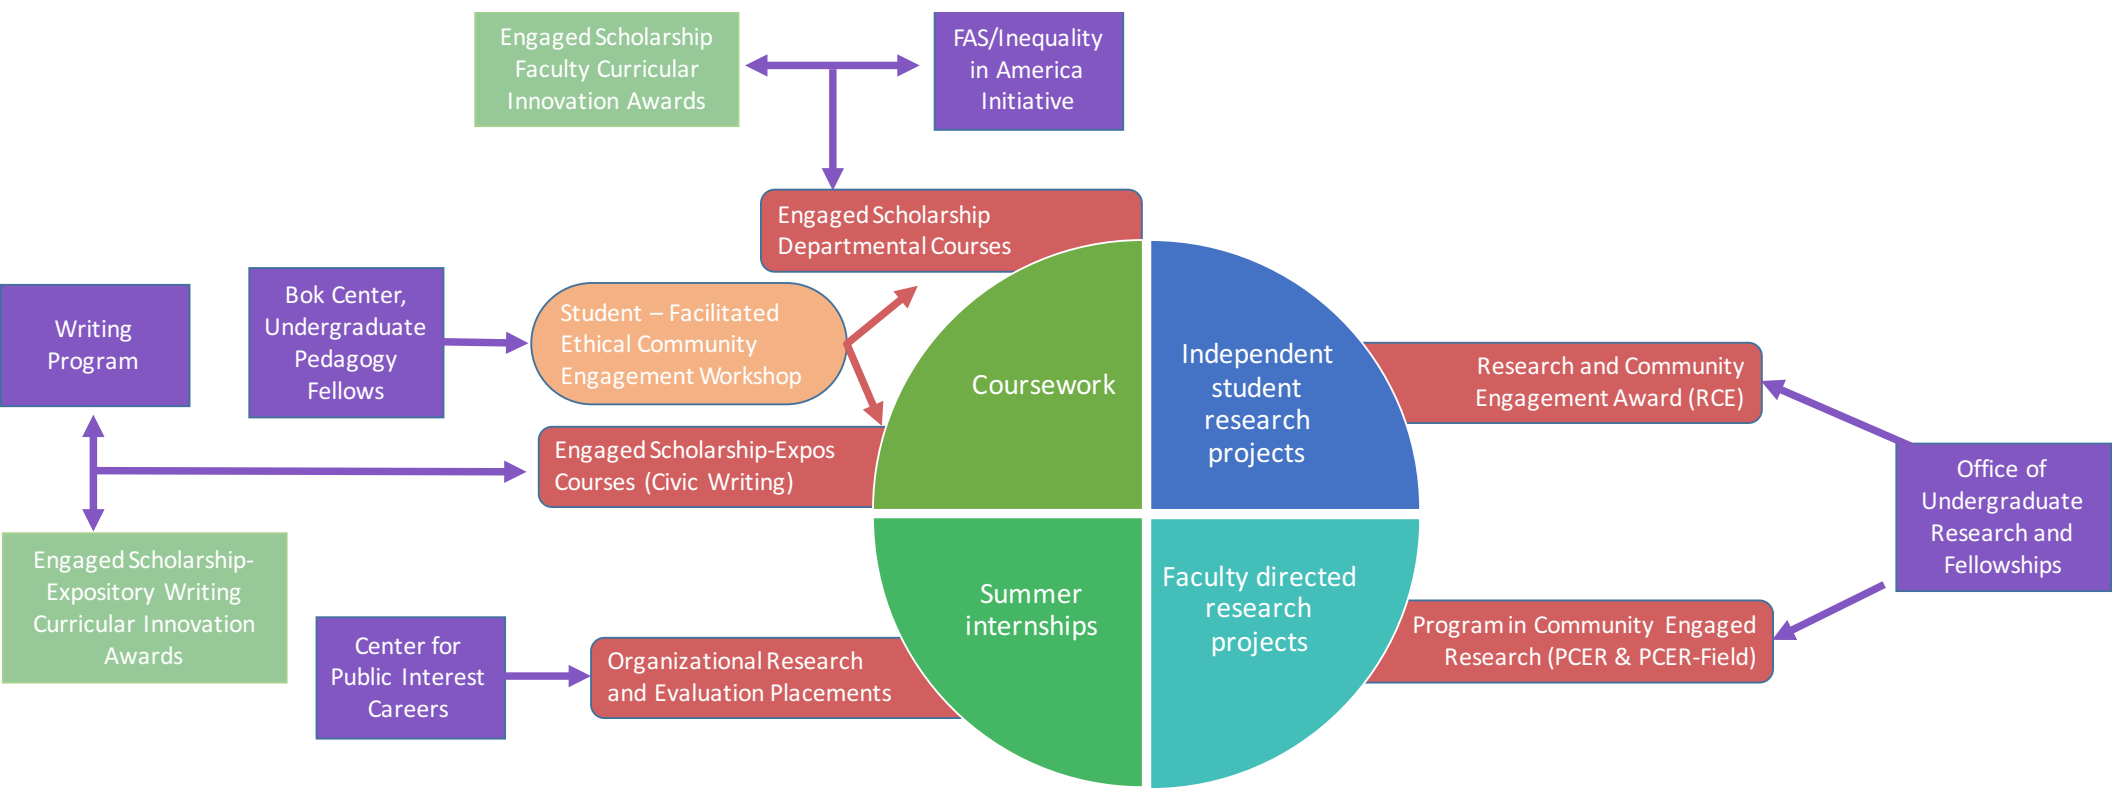 Engaged Scholarship
Faculty Curricular
Innovation Awards
FAS/Inequality
in America
Initiative
Engaged Scholarship
Departmental Courses
Writing
Program
Bok Center,
Undergraduate
Pedagogy
Fellows
Student – Facilitated
Ethical Community
Engagement Workshop
Coursework
Independent
student
research
projects
Research and Community
Engagement Award (RCE)
Engaged Scholarship-Expos
Courses (Civic Writing)
Office of
Undergraduate
Research and
Fellowships
Engaged Scholarship-
Expository Writing
Curricular Innovation
Awards
Center for
Public Interest
Careers
Organizational Research
and Evaluation Placements
Summer
internships
Faculty directed
research
projects
Program in Community Engaged
Research (PCER & PCER-Field)